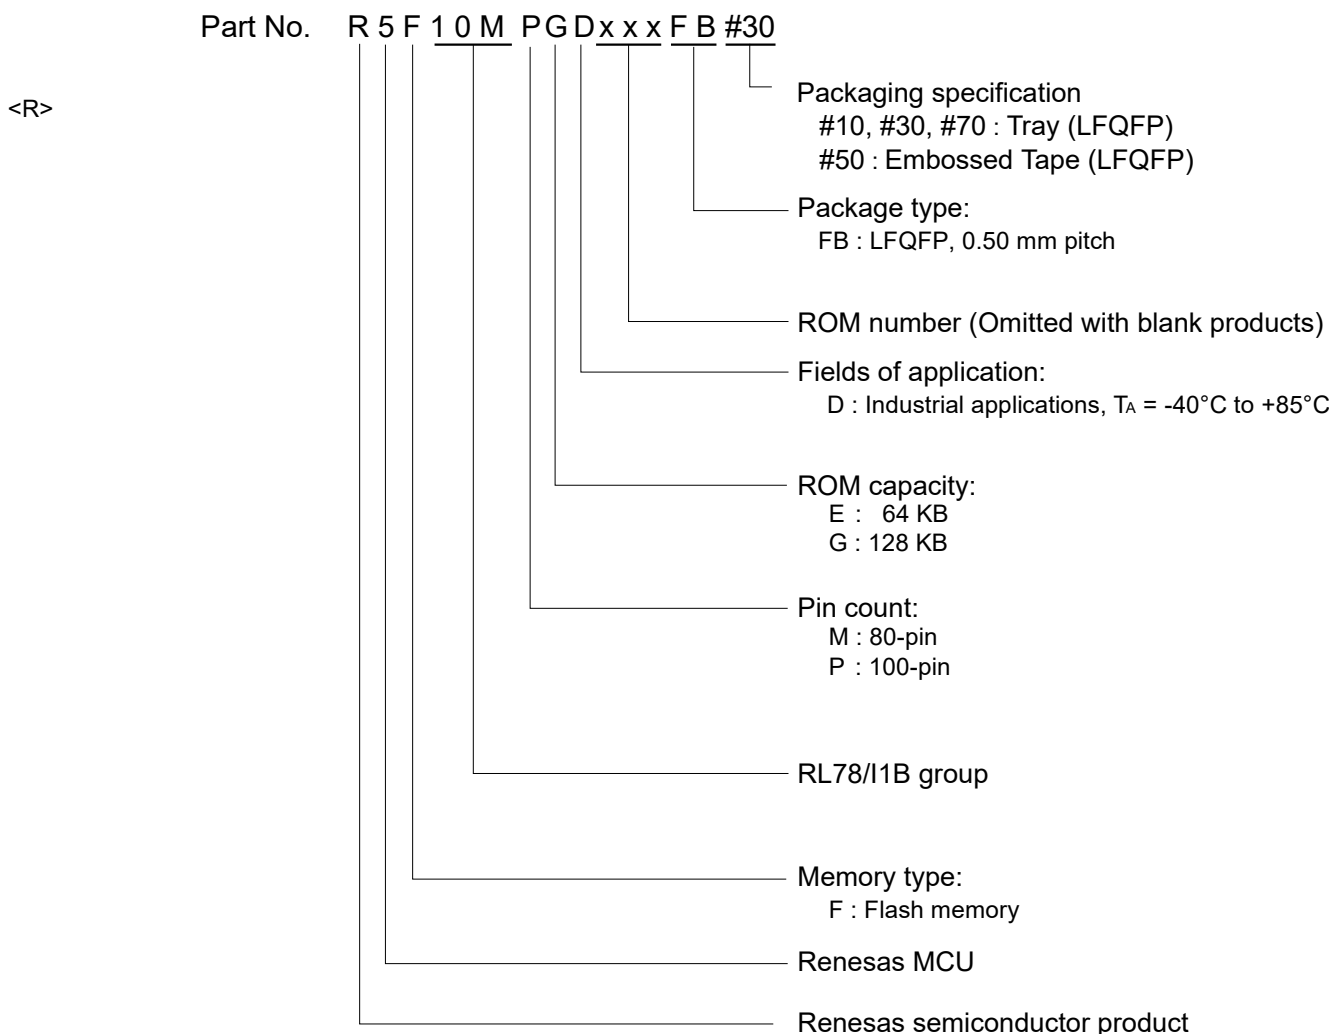 Part No. R 5 F 1 0 M P G D x x x F B #30
<R>
Packaging specification
#10, #30, #70 : Tray (LFQFP)
#50 : Embossed Tape (LFQFP)
Package type:
FB : LFQFP, 0.50 mm pitch
ROM number (Omitted with blank products)
Fields of application:
D : Industrial applications, TA = -40°C to +85°C
ROM capacity:
E : 64 KB
G : 128 KB
Pin count:
M : 80-pin
P : 100-pin
RL78/I1B group
Memory type:
F : Flash memory
Renesas MCU
Renesas semiconductor product